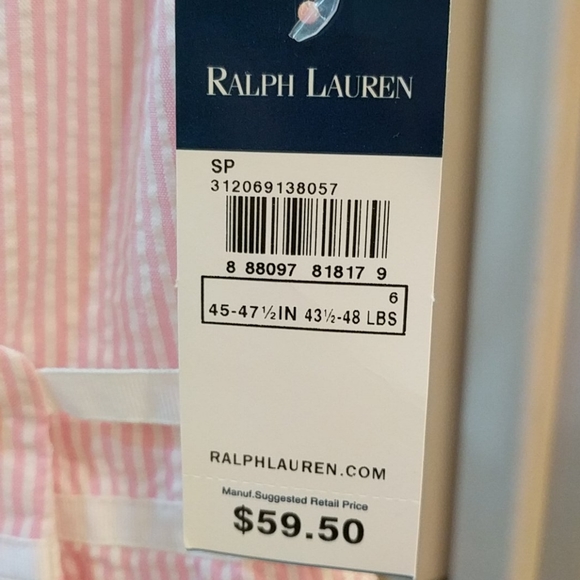 RALPH LAUREN
SP
312069138057
8 88097 81817 9
6
45-47½IN 43½-48 LBS
RALPHLAUREN.COM
Manuf.Suggested Retail Price
$59.50